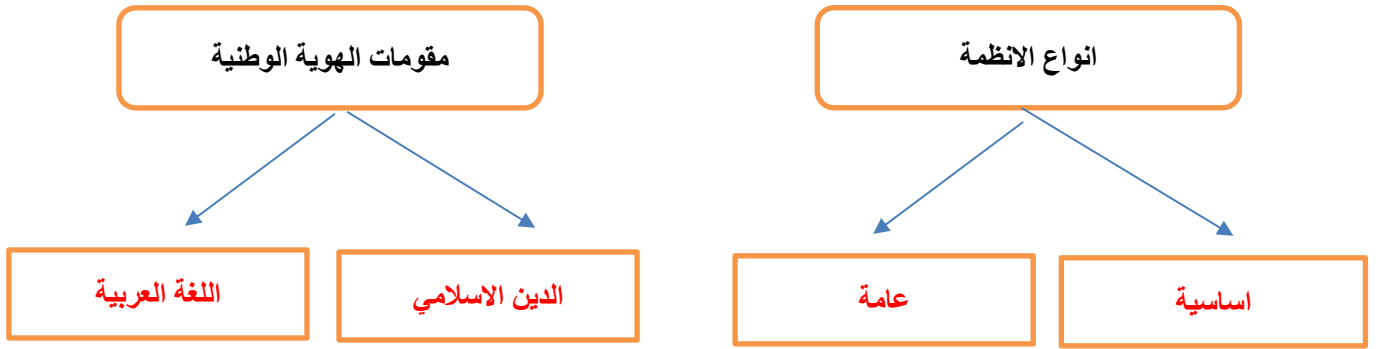 انواع الانظمة
مقومات الهوية الوطنية
اساسية
عامة
الدين الاسلامي
اللغة العربية